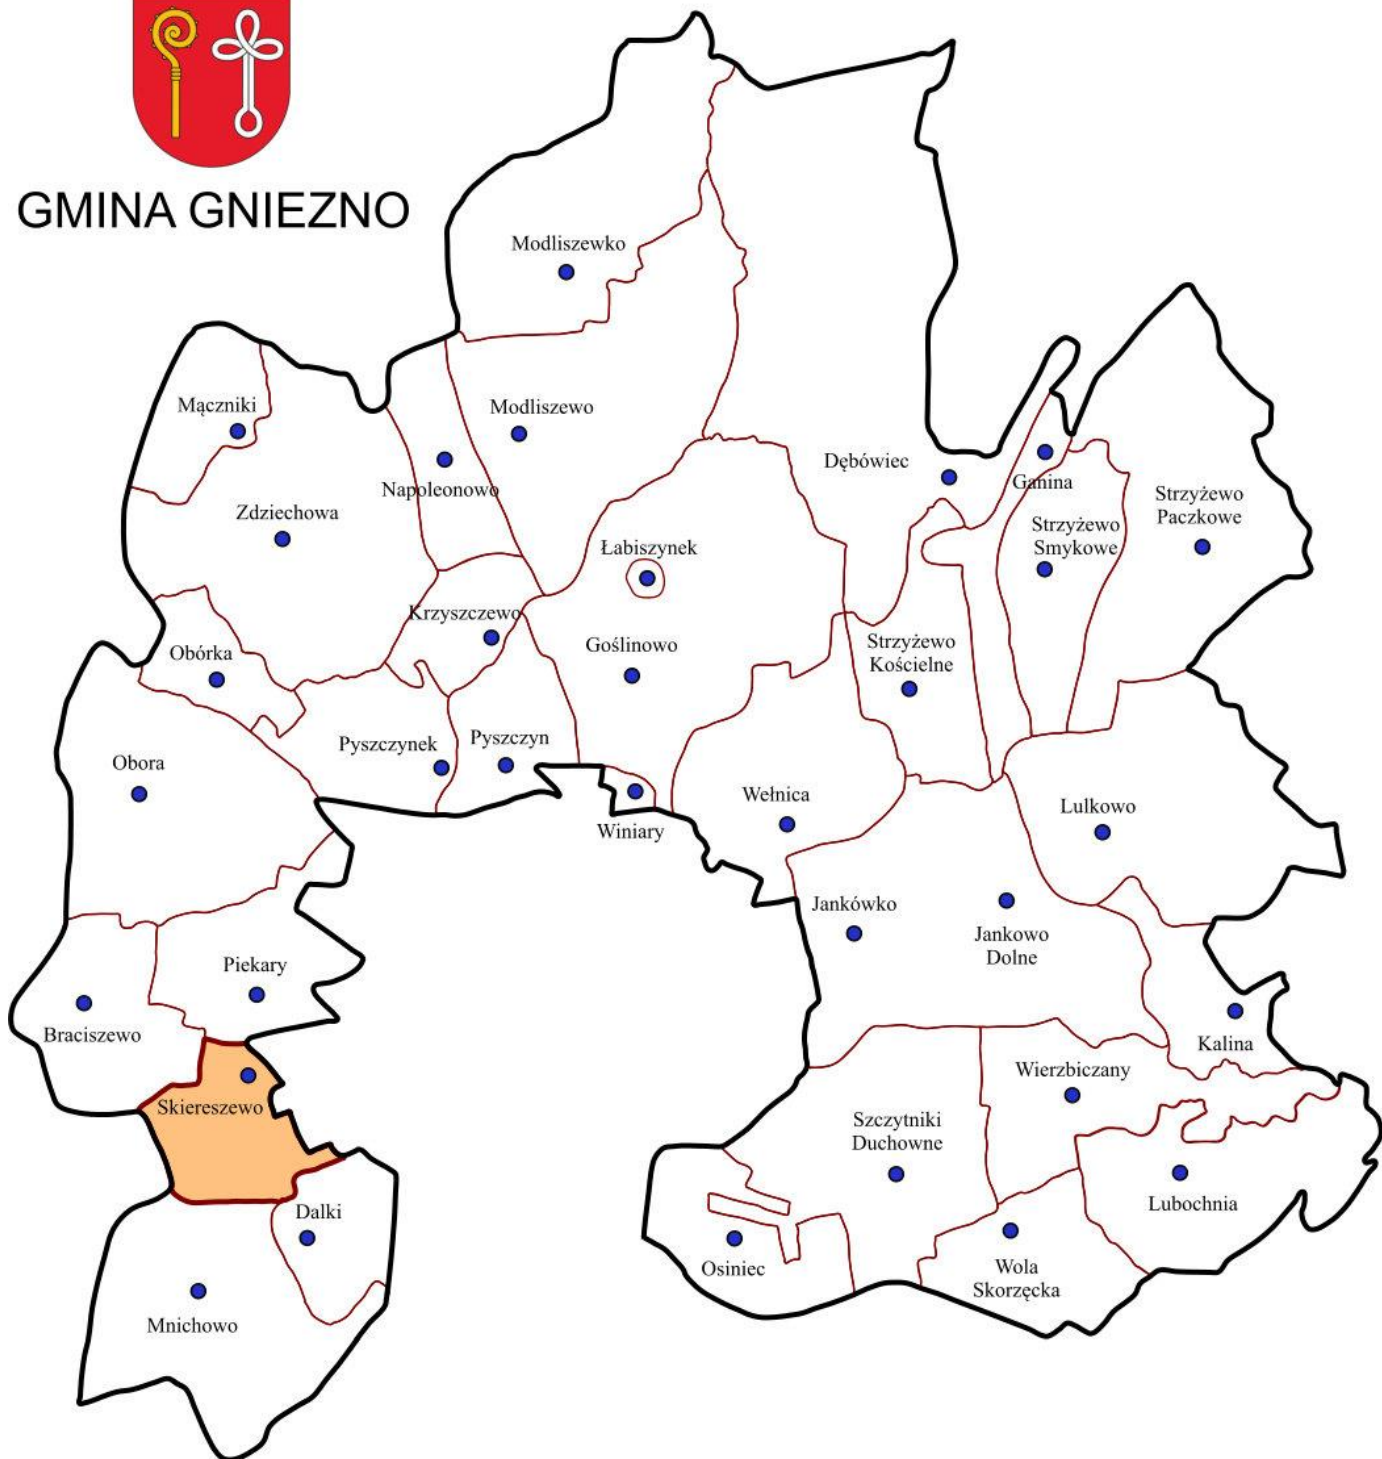 GMINA GNIEZNO
Modliszewko
Mączniki
Modliszewo
Napoleonowo
Dębówiec
Ganina
Strzyżewo
Paczkowe
Strzyżewo
Smykowe
Zdziechowa
Łabiszynek
Krzyszczewo
Goślinowo
Strzyżewo
Kościelne
Obórka
Pyszczynek
Pyszczyn
Obora
Winiary
Wełnica
Lulkowo
Jankówko
Jankowo
Dolne
Piekary
Braciszewo
Kalina
Wierzbiczany
Skiereszewo
Szczytniki
Duchowne
Lubochnia
Dalki
Osiniec
Wola
Skorzęcka
Mnichowo